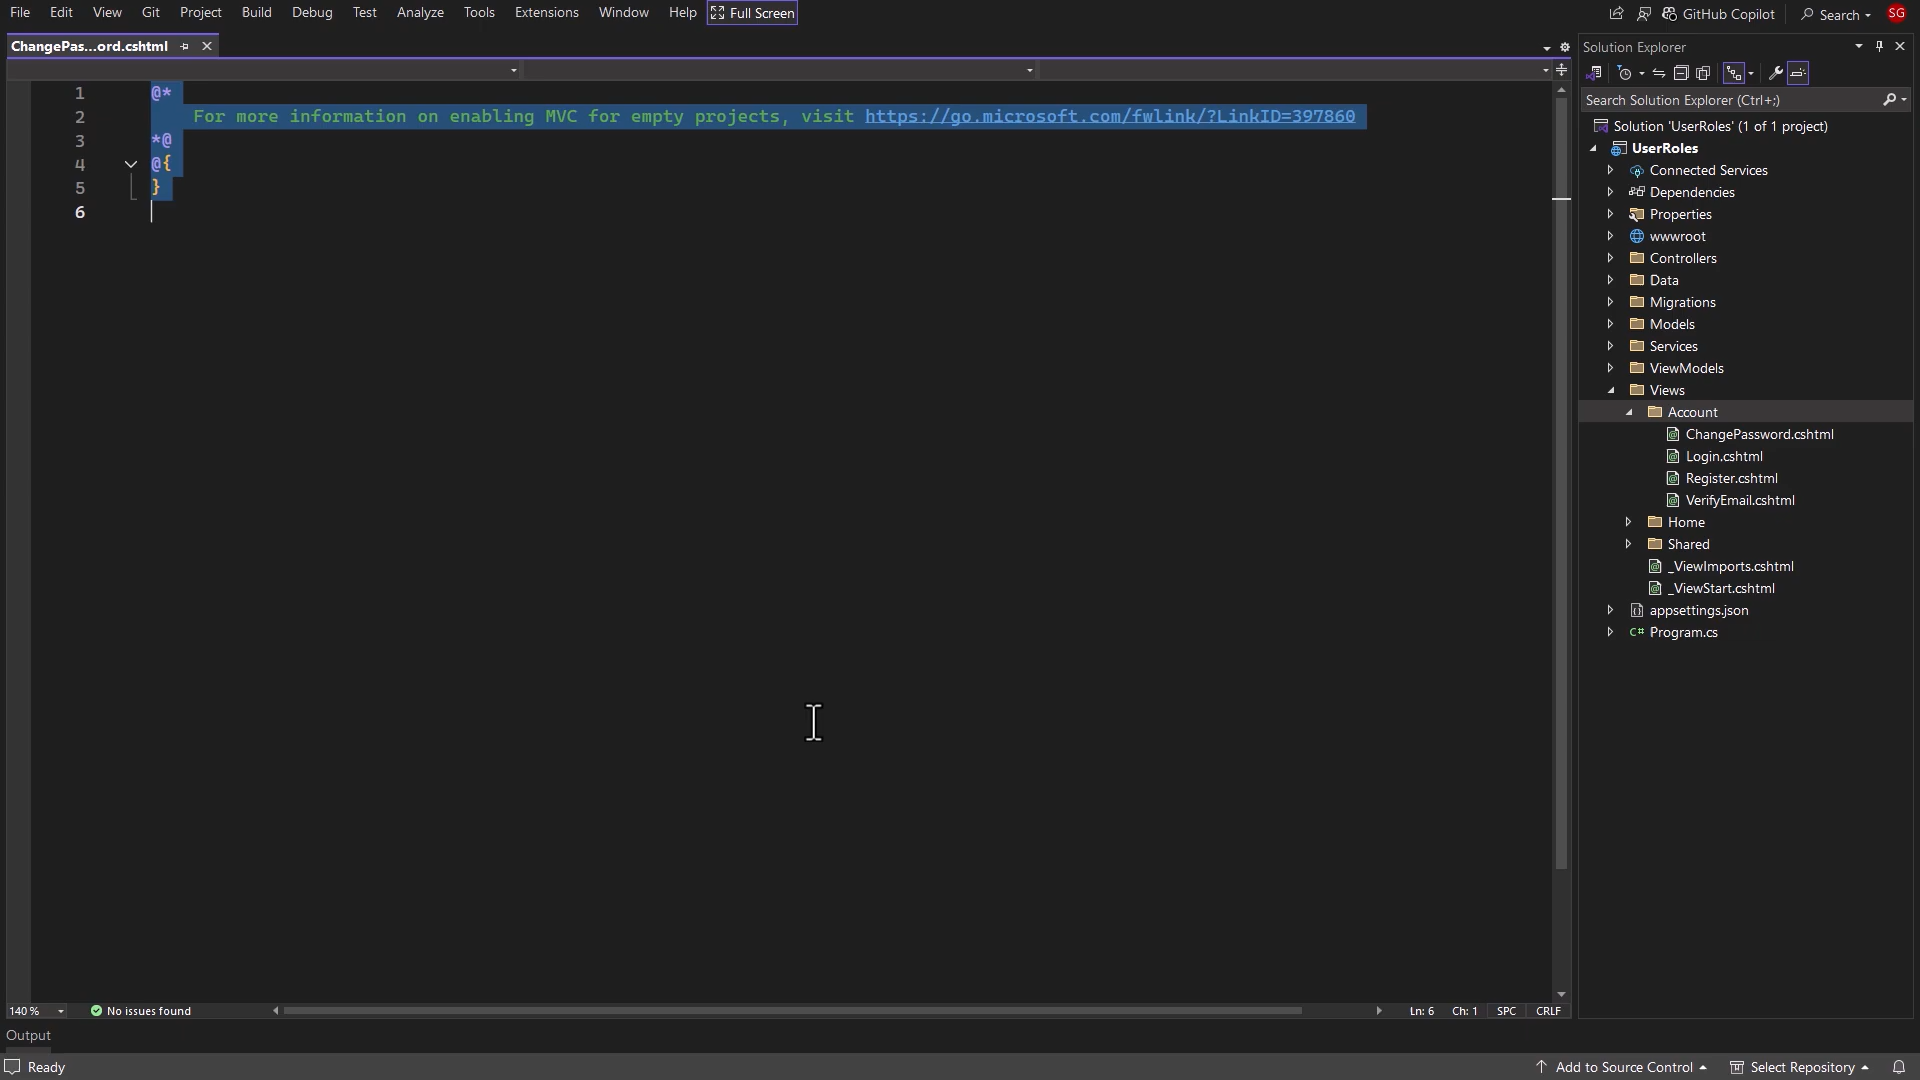 File Edit View Git Project Build Debug Test Analyze Tools Extensions Window Help Full Screen GitHub Copilot Search SG
ChangePas...ord.cshtml
1 @*
2 For more information on enabling MVC for empty projects, visit https://go.microsoft.com/fwlink/?LinkID=397860
3 *@
4 @{
5 }
6
Solution Explorer
Search Solution Explorer (Ctrl+;)
Solution 'UserRoles' (1 of 1 project)
UserRoles
Connected Services
Dependencies
Properties
wwwroot
Controllers
Data
Migrations
Models
Services
ViewModels
Views
Account
ChangePassword.cshtml
Login.cshtml
Register.cshtml
VerifyEmail.cshtml
Home
Shared
_ViewImports.cshtml
_ViewStart.cshtml
appsettings.json
C# Program.cs
140 % No issues found Ln: 6 Ch: 1 SPC CRLF
Output
Ready Add to Source Control Select Repository